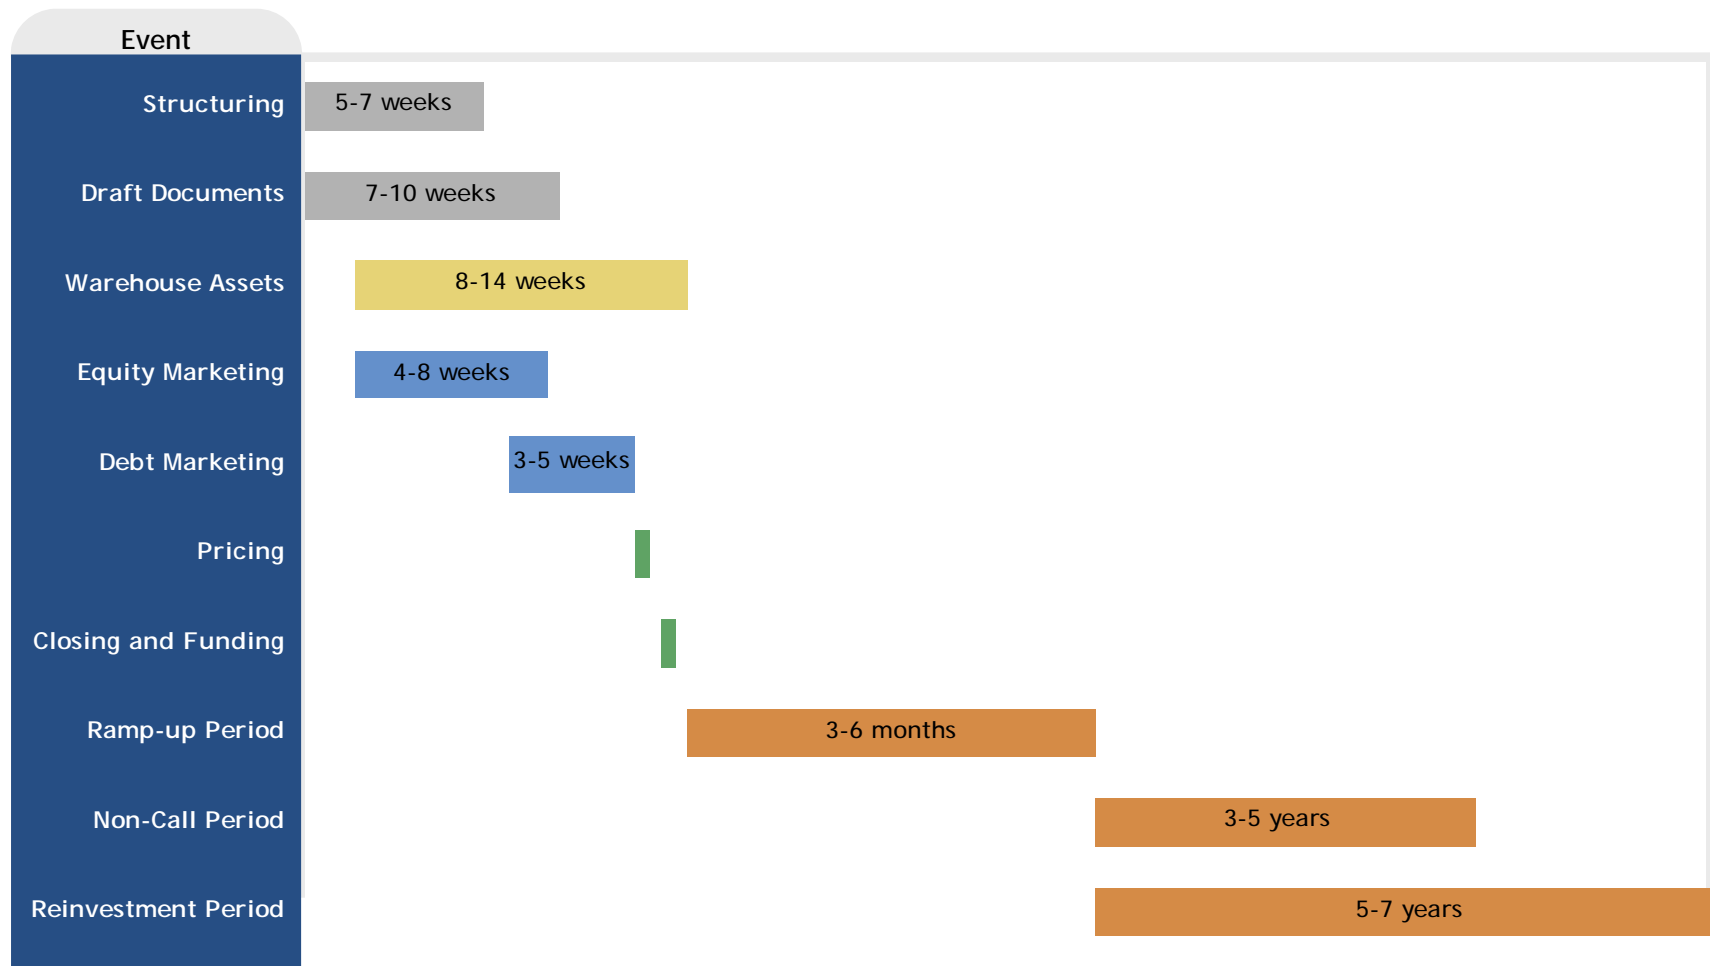 Event
Structuring
5-7 weeks
Draft Documents
7-10 weeks
Warehouse Assets
8-14 weeks
Equity Marketing
4-8 weeks
Debt Marketing
3-5 weeks
Pricing
Closing and Funding
Ramp-up Period
3-6 months
Non-Call Period
3-5 years
Reinvestment Period
5-7 years